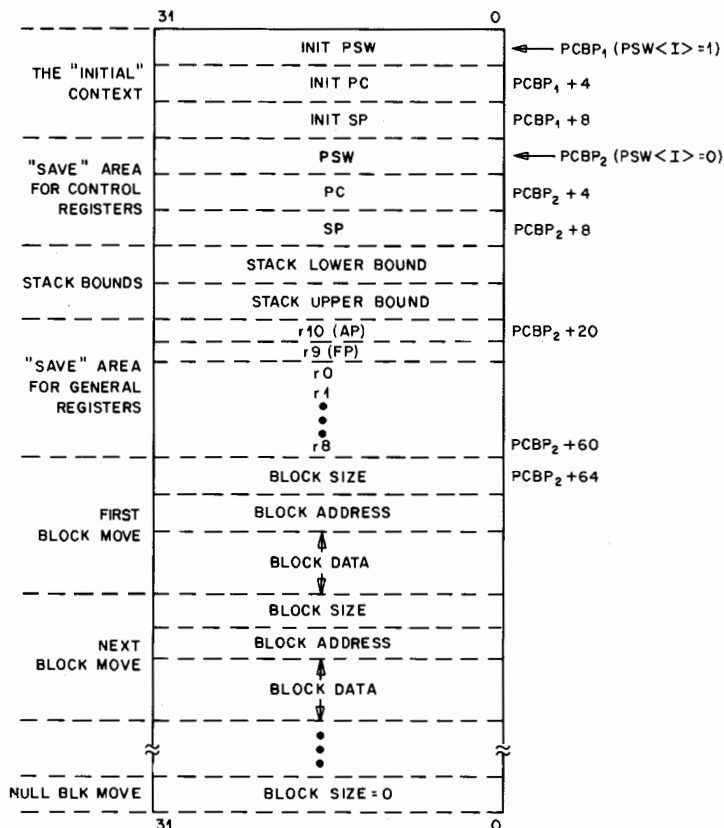 31 0
INIT PSW
PCBP₁ (PSW<I>=1)
THE "INITIAL"
CONTEXT
INIT PC
PCBP₁ +4
INIT SP
PCBP₁ +8
"SAVE" AREA
FOR CONTROL
REGISTERS
PSW
PCBP₂ (PSW<I>=0)
PC
PCBP₂ +4
SP
PCBP₂ +8
STACK BOUNDS
STACK LOWER BOUND
STACK UPPER BOUND
"SAVE" AREA
FOR GENERAL
REGISTERS
r10 (AP)
PCBP₂ +20
r9 (FP)
r0
r1
r8
PCBP₂ +60
FIRST
BLOCK MOVE
BLOCK SIZE
PCBP₂ +64
BLOCK ADDRESS
BLOCK DATA
NEXT
BLOCK MOVE
BLOCK SIZE
BLOCK ADDRESS
BLOCK DATA
NULL BLK MOVE
BLOCK SIZE=0
31 0